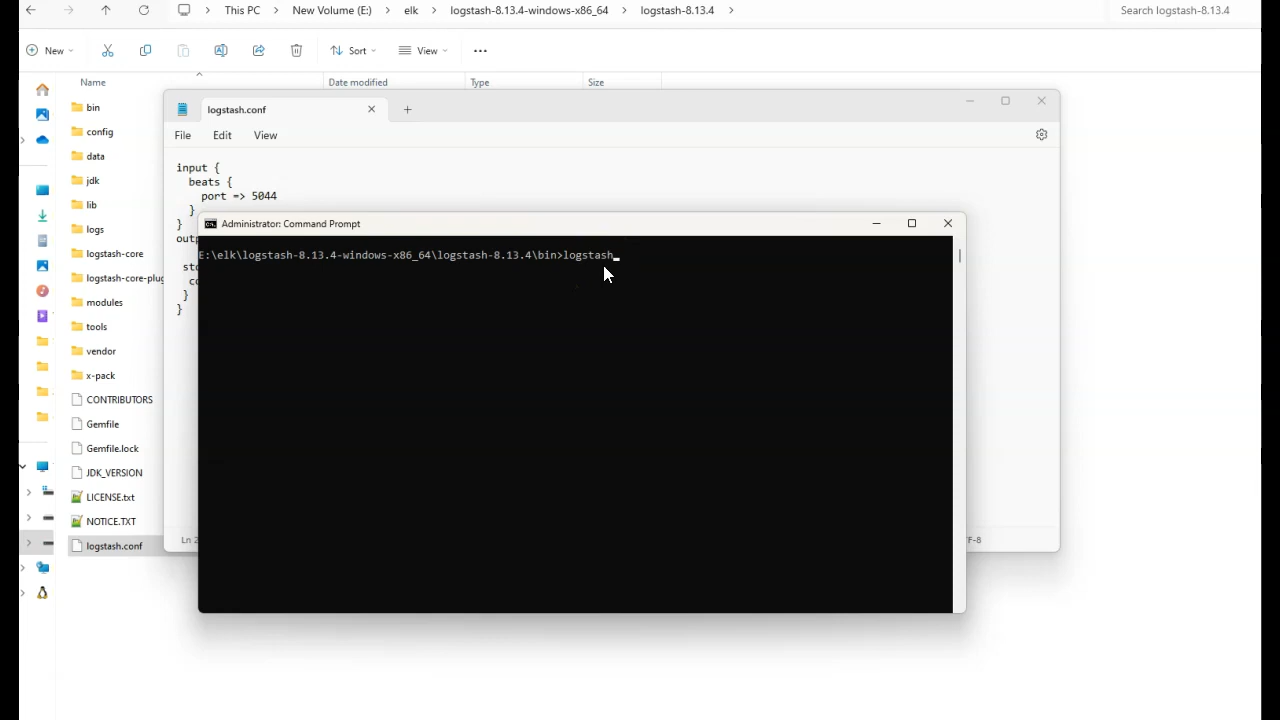 This PC > New Volume (E:) > elk > logstash-8.13.4-windows-x86_64 > logstash-8.13.4 >
Search logstash-8.13.4
New
Sort
View
Name
Date modified
Type
Size
bin
config
data
jdk
lib
logs
logstash-core
logstash-core-plug
modules
tools
vendor
x-pack
CONTRIBUTORS
Gemfile
Gemfile.lock
JDK_VERSION
LICENSE.txt
NOTICE.TXT
logstash.conf
logstash.conf
File Edit View
input {
beats {
port => 5044
}
}
outp
sto
co
}
}
Ln 2
F-8
Administrator: Command Prompt
E:\elk\logstash-8.13.4-windows-x86_64\logstash-8.13.4\bin>logstash_